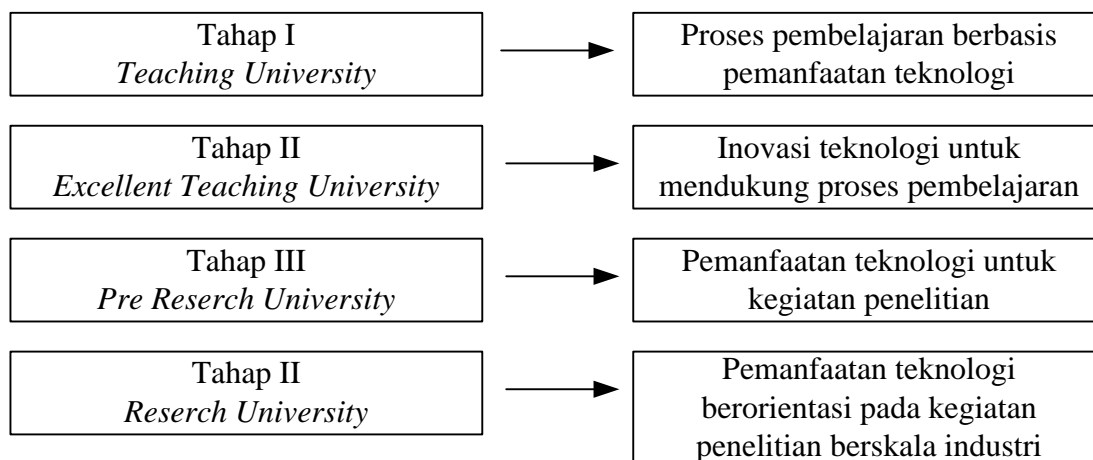 Tahap I
Teaching University
Proses pembelajaran berbasis
pemanfaatan teknologi
Tahap II
Excellent Teaching University
Inovasi teknologi untuk
mendukung proses pembelajaran
Tahap III
Pre Reserch University
Pemanfaatan teknologi untuk
kegiatan penelitian
Tahap II
Reserch University
Pemanfaatan teknologi
berorientasi pada kegiatan
penelitian berskala industri